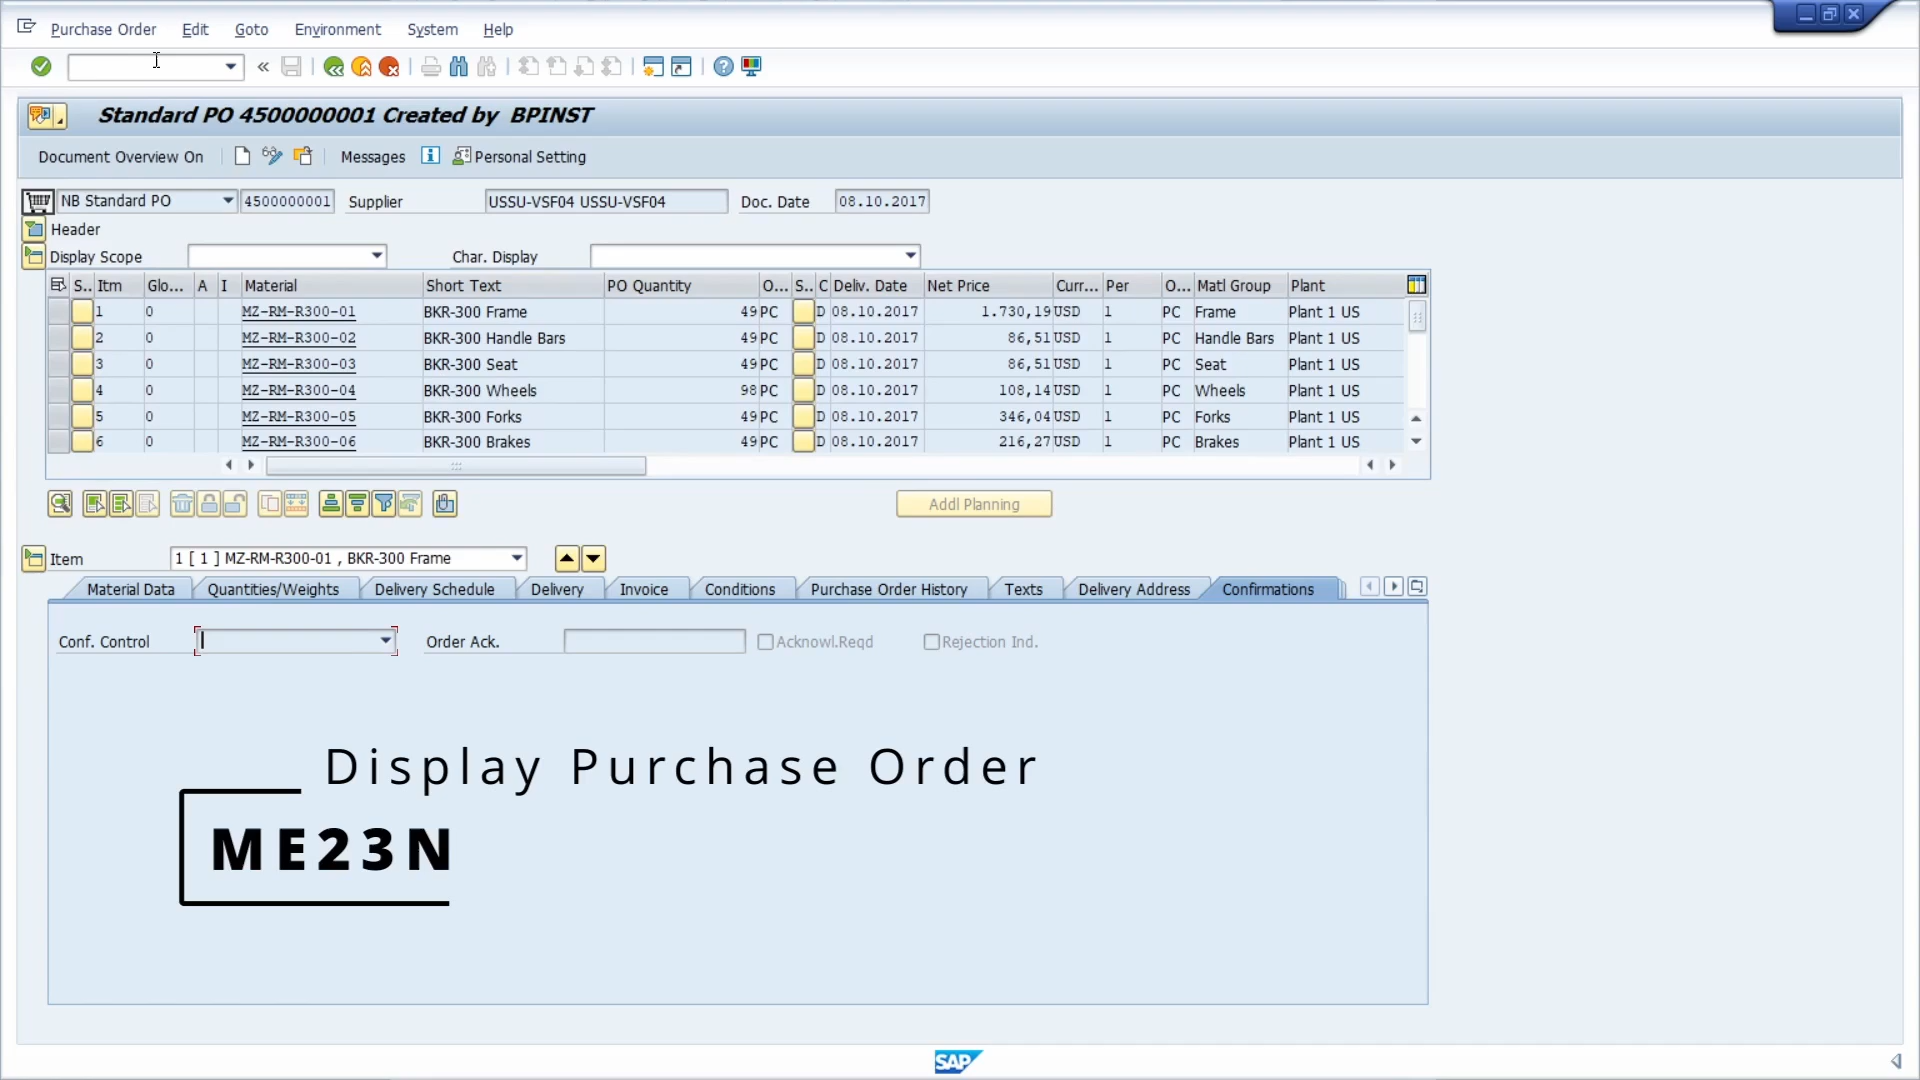 Purchase Order Edit Goto Environment System Help
Standard PO 4500000001 Created by BPINST
Document Overview On Messages Personal Setting
NB Standard PO 4500000001 Supplier USSU-VSF04 USSU-VSF04 Doc. Date 08.10.2017
Header
Display Scope Char. Display
S.. Itm Glo... A I Material Short Text PO Quantity O... S.. C Deliv. Date Net Price Curr... Per O... Matl Group Plant
1 0 MZ-RM-R300-01 BKR-300 Frame 49 PC D 08.10.2017 1.730,19 USD 1 PC Frame Plant 1 US
2 0 MZ-RM-R300-02 BKR-300 Handle Bars 49 PC D 08.10.2017 86,51 USD 1 PC Handle Bars Plant 1 US
3 0 MZ-RM-R300-03 BKR-300 Seat 49 PC D 08.10.2017 86,51 USD 1 PC Seat Plant 1 US
4 0 MZ-RM-R300-04 BKR-300 Wheels 98 PC D 08.10.2017 108,14 USD 1 PC Wheels Plant 1 US
5 0 MZ-RM-R300-05 BKR-300 Forks 49 PC D 08.10.2017 346,04 USD 1 PC Forks Plant 1 US
6 0 MZ-RM-R300-06 BKR-300 Brakes 49 PC D 08.10.2017 216,27 USD 1 PC Brakes Plant 1 US
Addl Planning
Item 1 [ 1 ] MZ-RM-R300-01 , BKR-300 Frame
Material Data Quantities/Weights Delivery Schedule Delivery Invoice Conditions Purchase Order History Texts Delivery Address Confirmations
Conf. Control Order Ack. Acknowl.Reqd Rejection Ind.
Display Purchase Order
ME23N
SAP